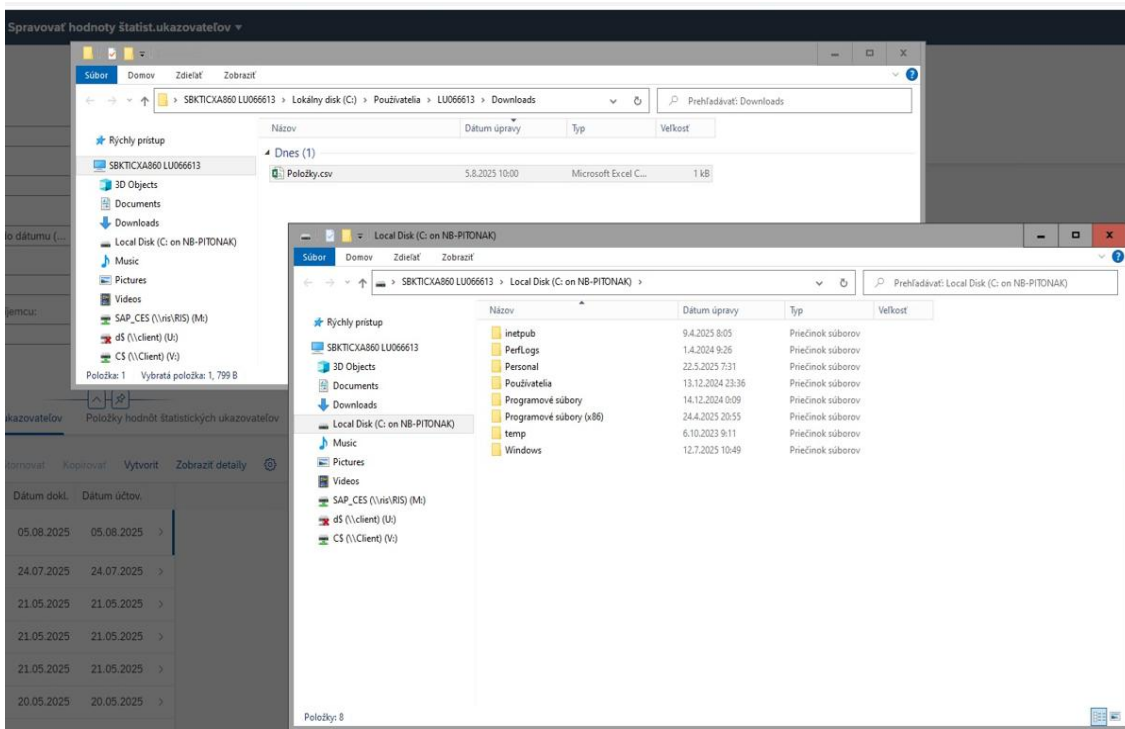 Spravovať hodnoty štatist.ukazovateľov
Súbor Domov Zdieľať Zobraziť
SBKTICXA860 LU066613 > Lokálny disk (C:) > Používatelia > LU066613 > Downloads
Prehľadávať: Downloads
Názov Dátum úpravy Typ Veľkosť
Rýchly prístup
SBKTICXA860 LU066613
3D Objects
Documents
Downloads
Local Disk (C: on NB-PITONAK)
Music
Pictures
Videos
SAP_CES (\\ris\RIS) (M:)
d$ (\\client) (U:)
C$ (\\Client) (V:)
Dnes (1)
Položky.csv 5.8.2025 10:00 Microsoft Excel C... 1 kB
Položka: 1 Vybratá položka: 1, 799 B
io dátumu (...
jemcu:
Local Disk (C: on NB-PITONAK)
Súbor Domov Zdieľať Zobraziť
SBKTICXA860 LU066613 > Local Disk (C: on NB-PITONAK) >
Prehľadávať: Local Disk (C: on NB-PITONAK)
Názov Dátum úpravy Typ Veľkosť
Rýchly prístup
SBKTICXA860 LU066613
3D Objects
Documents
Downloads
Local Disk (C: on NB-PITONAK)
Music
Pictures
Videos
SAP_CES (\\ris\RIS) (M:)
d$ (\\client) (U:)
C$ (\\Client) (V:)
inetpub 9.4.2025 8:05 Priečinok súborov
PerfLogs 1.4.2024 9:26 Priečinok súborov
Personal 22.5.2025 7:31 Priečinok súborov
Používatelia 13.12.2024 23:36 Priečinok súborov
Programové súbory 14.12.2024 0:09 Priečinok súborov
Programové súbory (x86) 24.4.2025 20:55 Priečinok súborov
temp 6.10.2023 9:11 Priečinok súborov
Windows 12.7.2025 10:49 Priečinok súborov
Položky: 8
ukazovateľov Položky hodnôt štatistických ukazovateľov
Kopírovať Vytvoriť Zobraziť detaily
Dátum dokl. Dátum účtov.
05.08.2025 05.08.2025
24.07.2025 24.07.2025
21.05.2025 21.05.2025
21.05.2025 21.05.2025
21.05.2025 21.05.2025
20.05.2025 20.05.2025